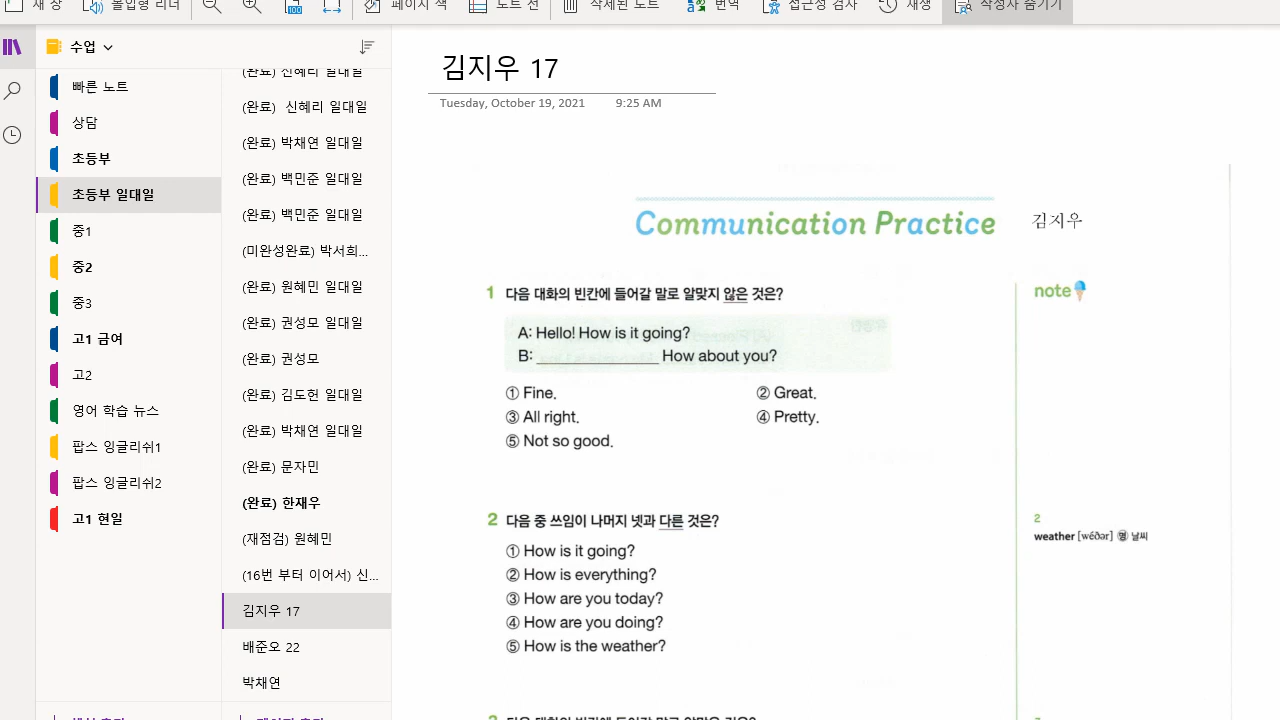 새 장
몰입형 리더
100
페이지 색
노트 선
삭제된 노트
번역
접근성 검사
재생
작성자 숨기기
수업
빠른 노트
상담
초등부
초등부 일대일
중1
중2
중3
고1 금여
고2
영어 학습 뉴스
팝스 잉글리쉬1
팝스 잉글리쉬2
고1 현일
(완료) 신혜리 일대일
(완료) 신혜리 일대일
(완료) 박채연 일대일
(완료) 백민준 일대일
(완료) 백민준 일대일
(미완성완료) 박서희...
(완료) 원혜민 일대일
(완료) 권성모 일대일
(완료) 권성모
(완료) 김도헌 일대일
(완료) 박채연 일대일
(완료) 문자민
(완료) 한재우
(재점검) 원혜민
(16번 부터 이어서) 신...
김지우 17
배준오 22
박채연
김지우 17
Tuesday, October 19, 2021 9:25 AM
Communication Practice 김지우
1 다음 대화의 빈칸에 들어갈 말로 알맞지 않은 것은?
A: Hello! How is it going?
B: ______________ How about you?
① Fine. ② Great.
③ All right. ④ Pretty.
⑤ Not so good.
2 다음 중 쓰임이 나머지 넷과 다른 것은?
① How is it going?
② How is everything?
③ How are you today?
④ How are you doing?
⑤ How is the weather?
note
2
weather [wéðər] 명 날씨